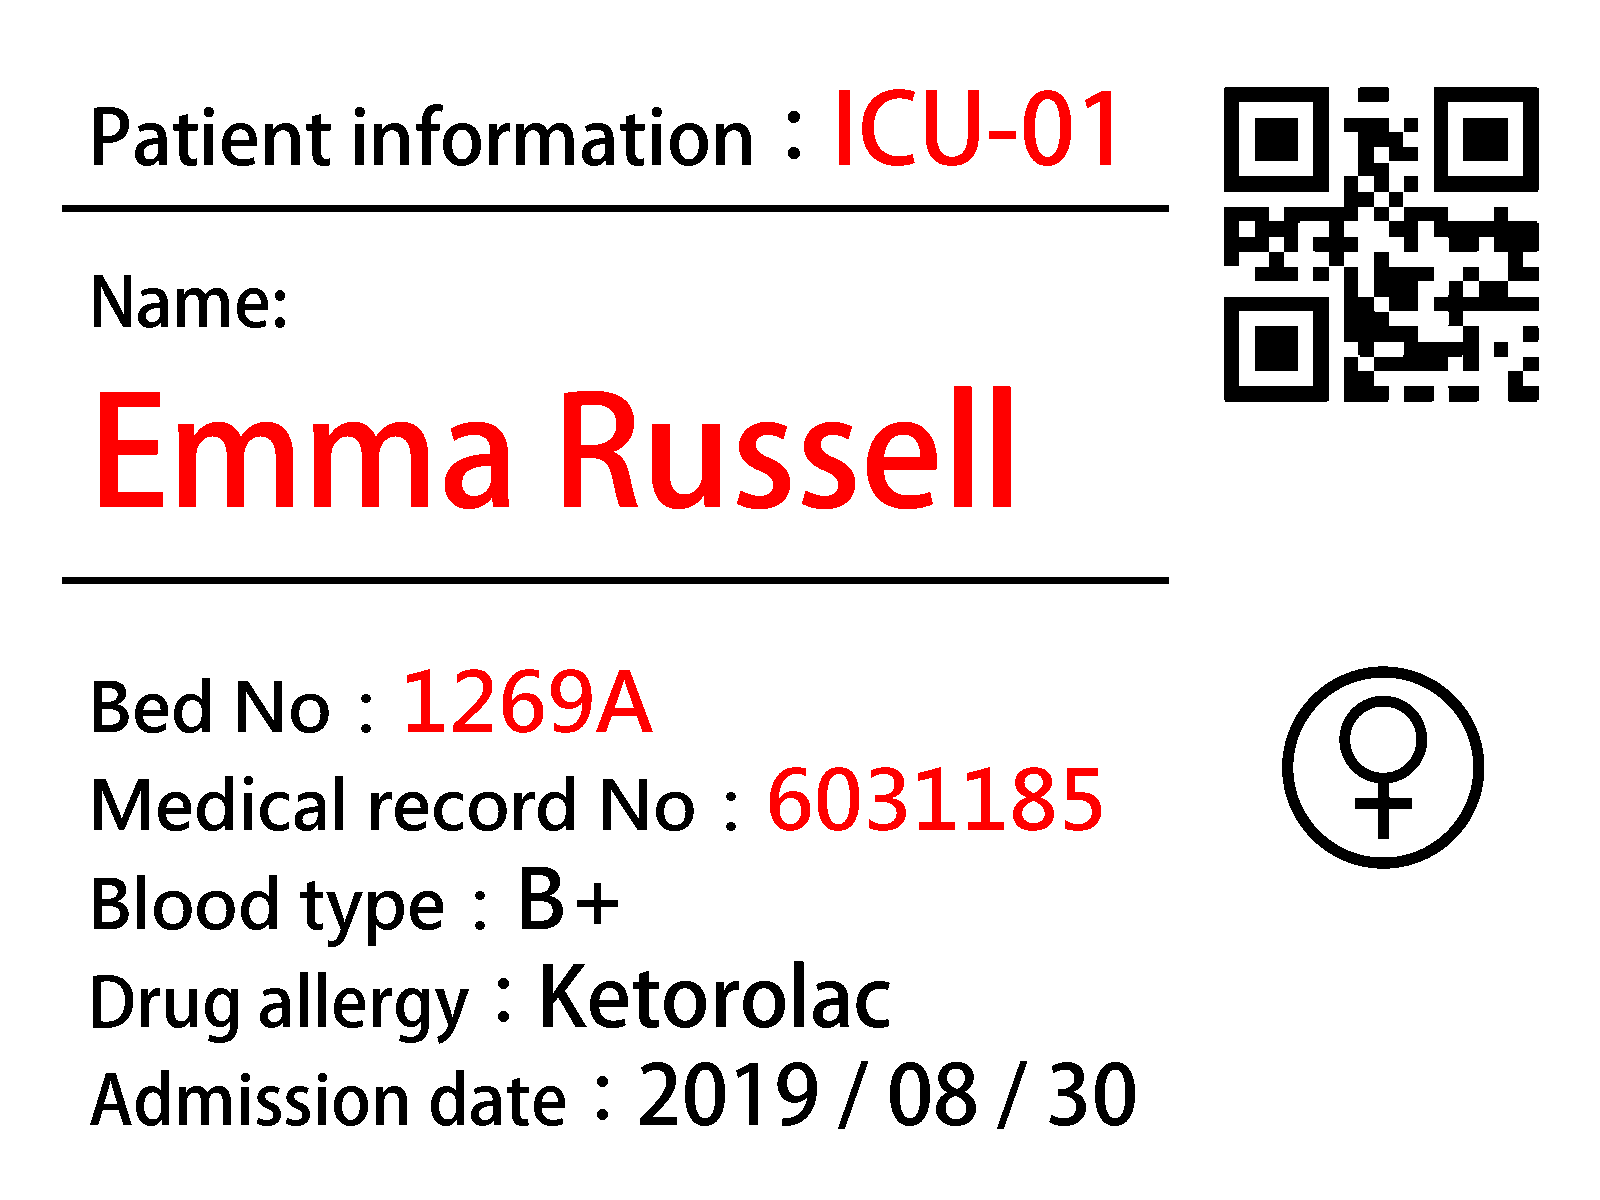 Patient information：ICU-01
Name:
Emma Russell
Bed No：1269A
Medical record No：6031185
Blood type：B+
Drug allergy：Ketorolac
Admission date：2019 / 08 / 30